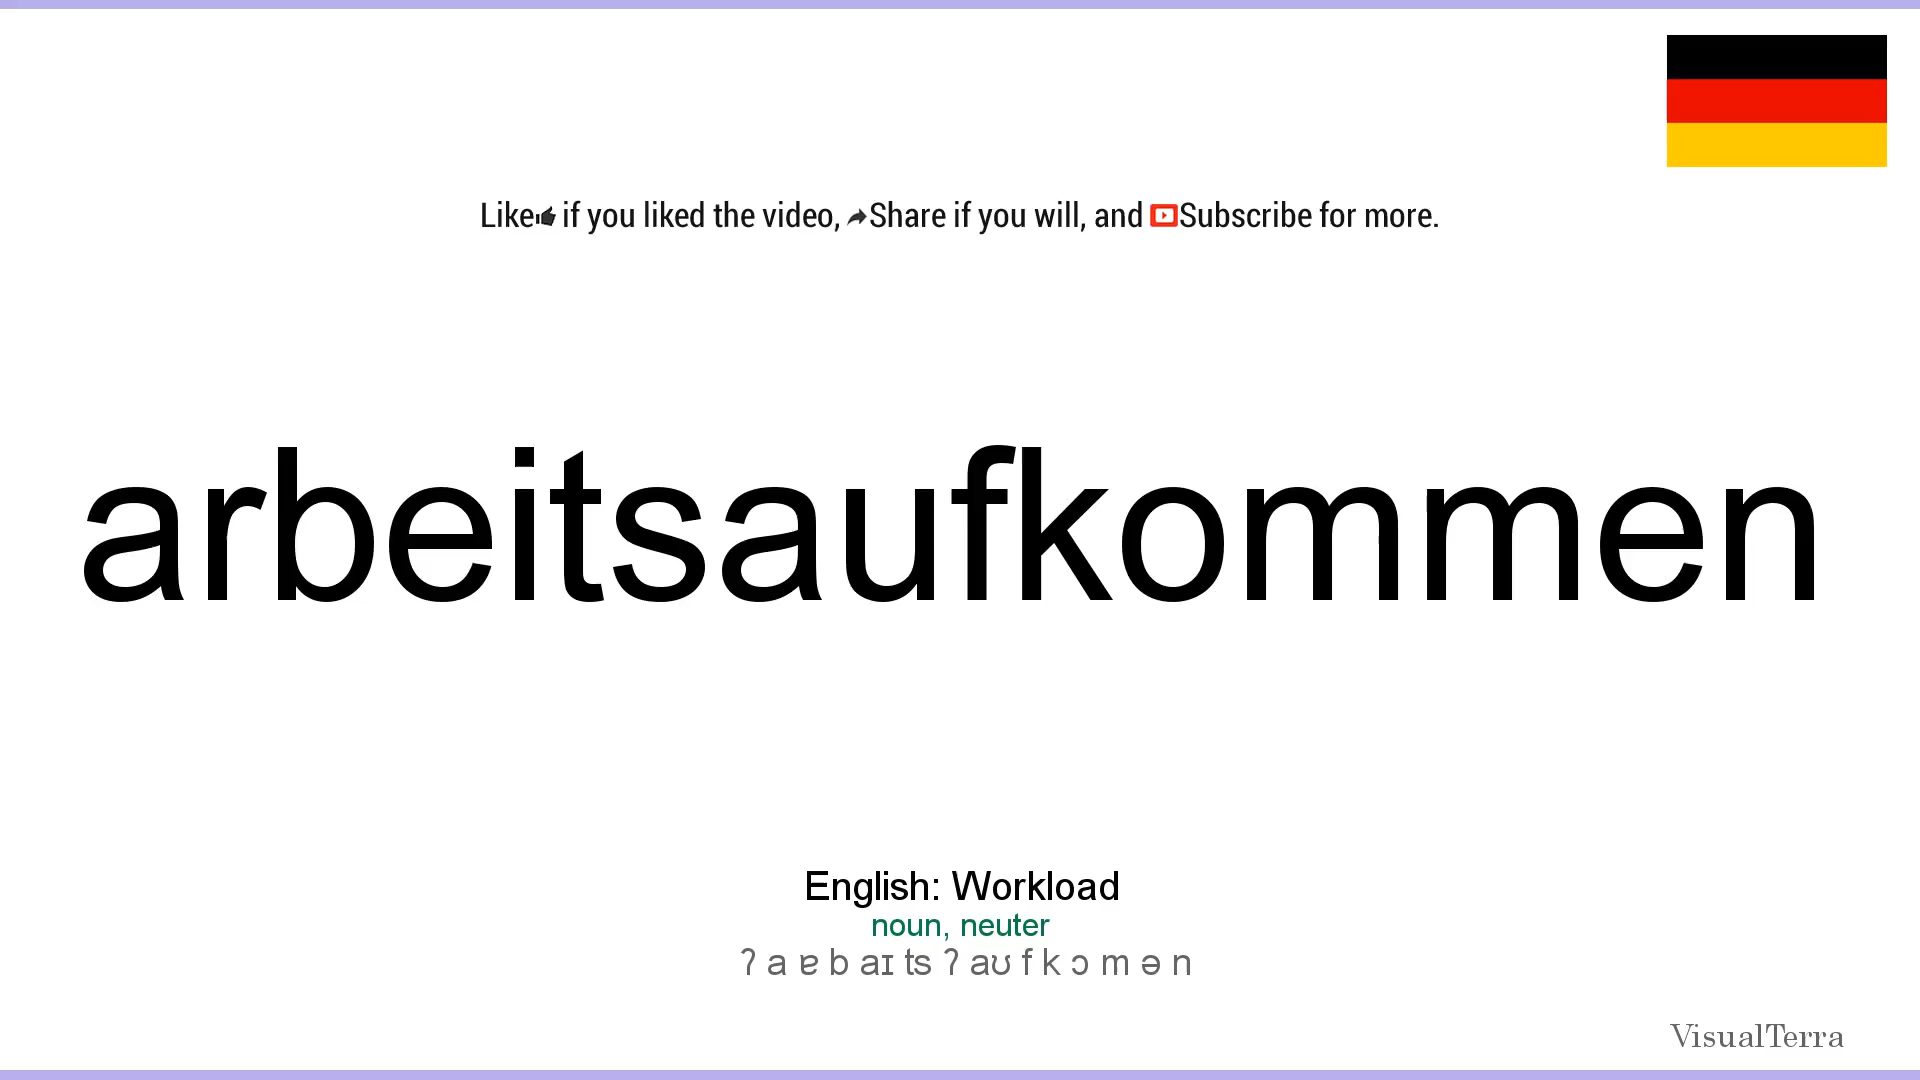 Like if you liked the video, Share if you will, and Subscribe for more.
arbeitsaufkommen
English: Workload
noun, neuter
ʔ a ɐ b aɪ ʦ ʔ aʊ f k ɔ m ə n
VisualTerra